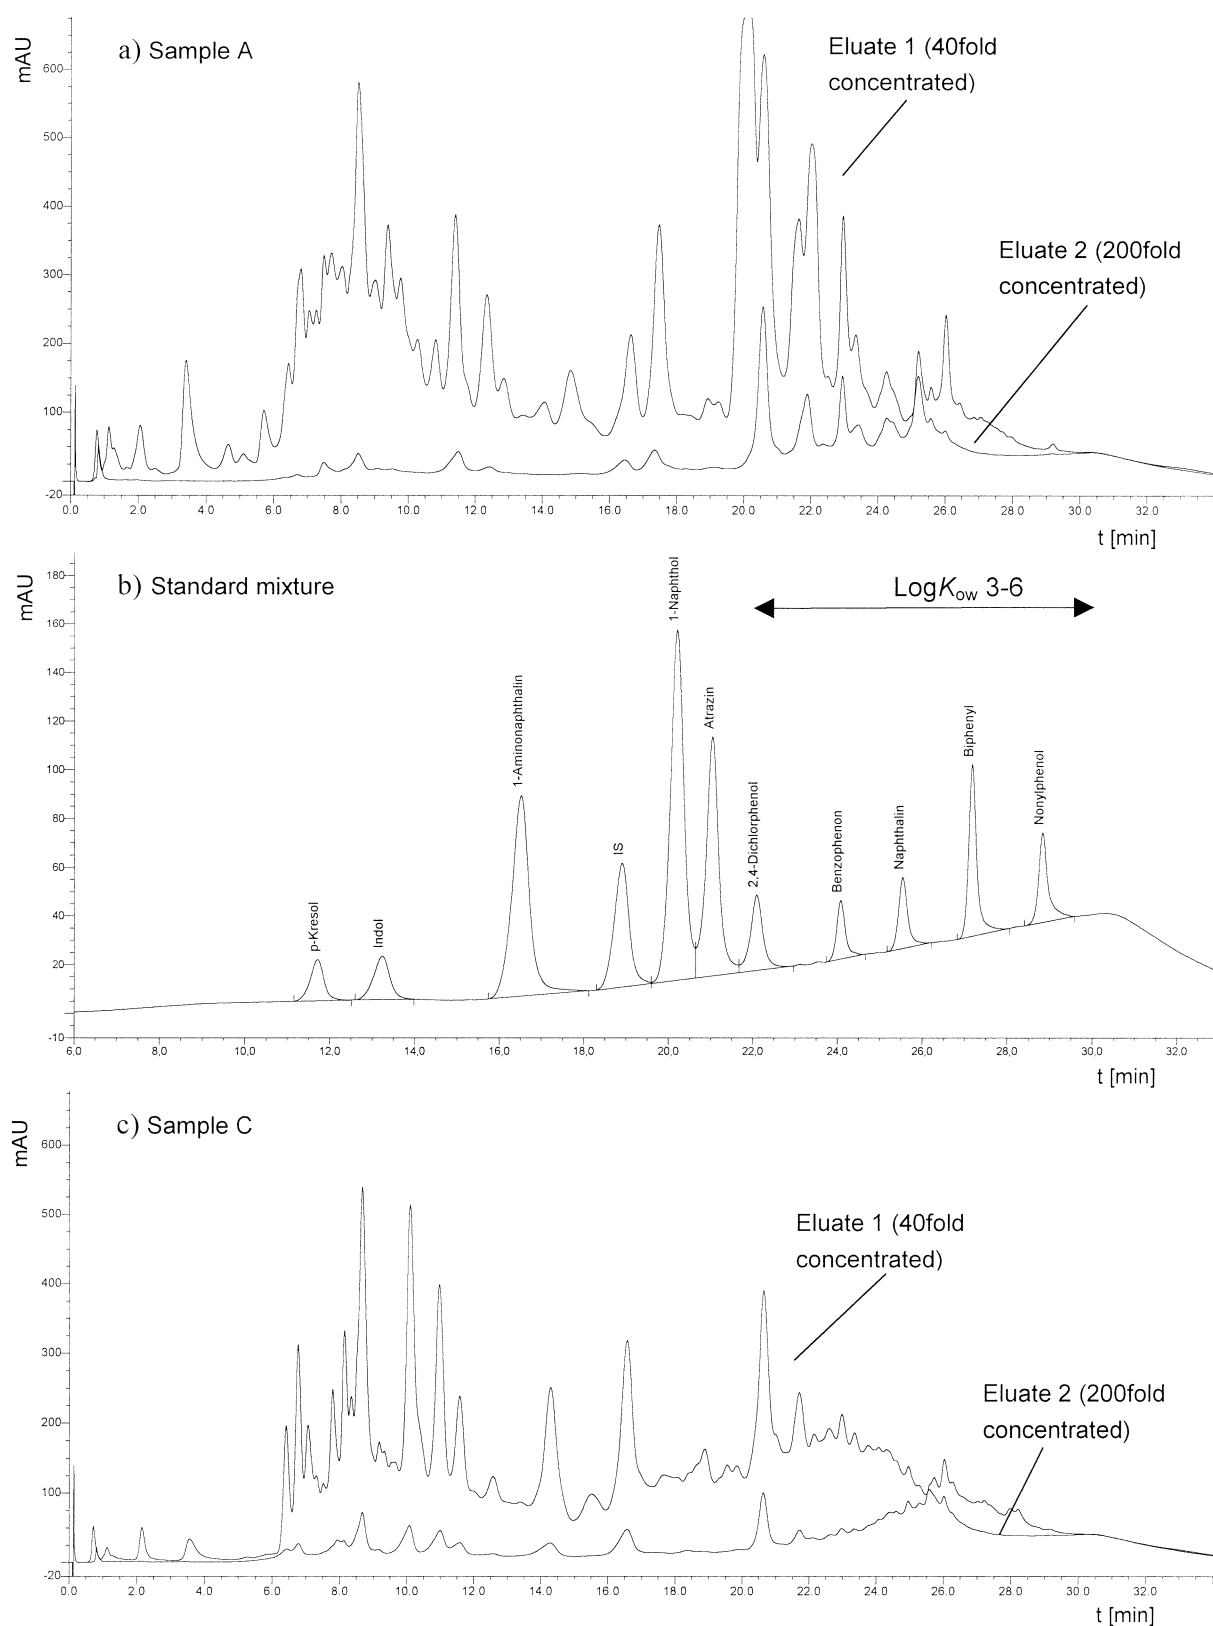 mAU
a) Sample A
Eluate 1 (40fold
concentrated)
Eluate 2 (200fold
concentrated)
600
500
400
300
200
100
-20
0.0 2.0 4.0 6.0 8.0 10.0 12.0 14.0 16.0 18.0 20.0 22.0 24.0 26.0 28.0 30.0 32.0
t [min]
mAU
b) Standard mixture
LogKow 3-6
180
160
140
120
100
80
60
40
20
-10
p-Kresol
Indol
1-Aminonaphthalin
IS
1-Naphthol
Atrazin
2,4-Dichlorphenol
Benzophenon
Naphthalin
Biphenyl
Nonylphenol
6,0 8,0 10,0 12,0 14,0 16,0 18,0 20,0 22,0 24,0 26,0 28,0 30,0 32,0
t [min]
mAU
c) Sample C
Eluate 1 (40fold
concentrated)
Eluate 2 (200fold
concentrated)
600
500
400
300
200
100
-20
0.0 2.0 4.0 6.0 8.0 10.0 12.0 14.0 16.0 18.0 20.0 22.0 24.0 26.0 28.0 30.0 32.0
t [min]